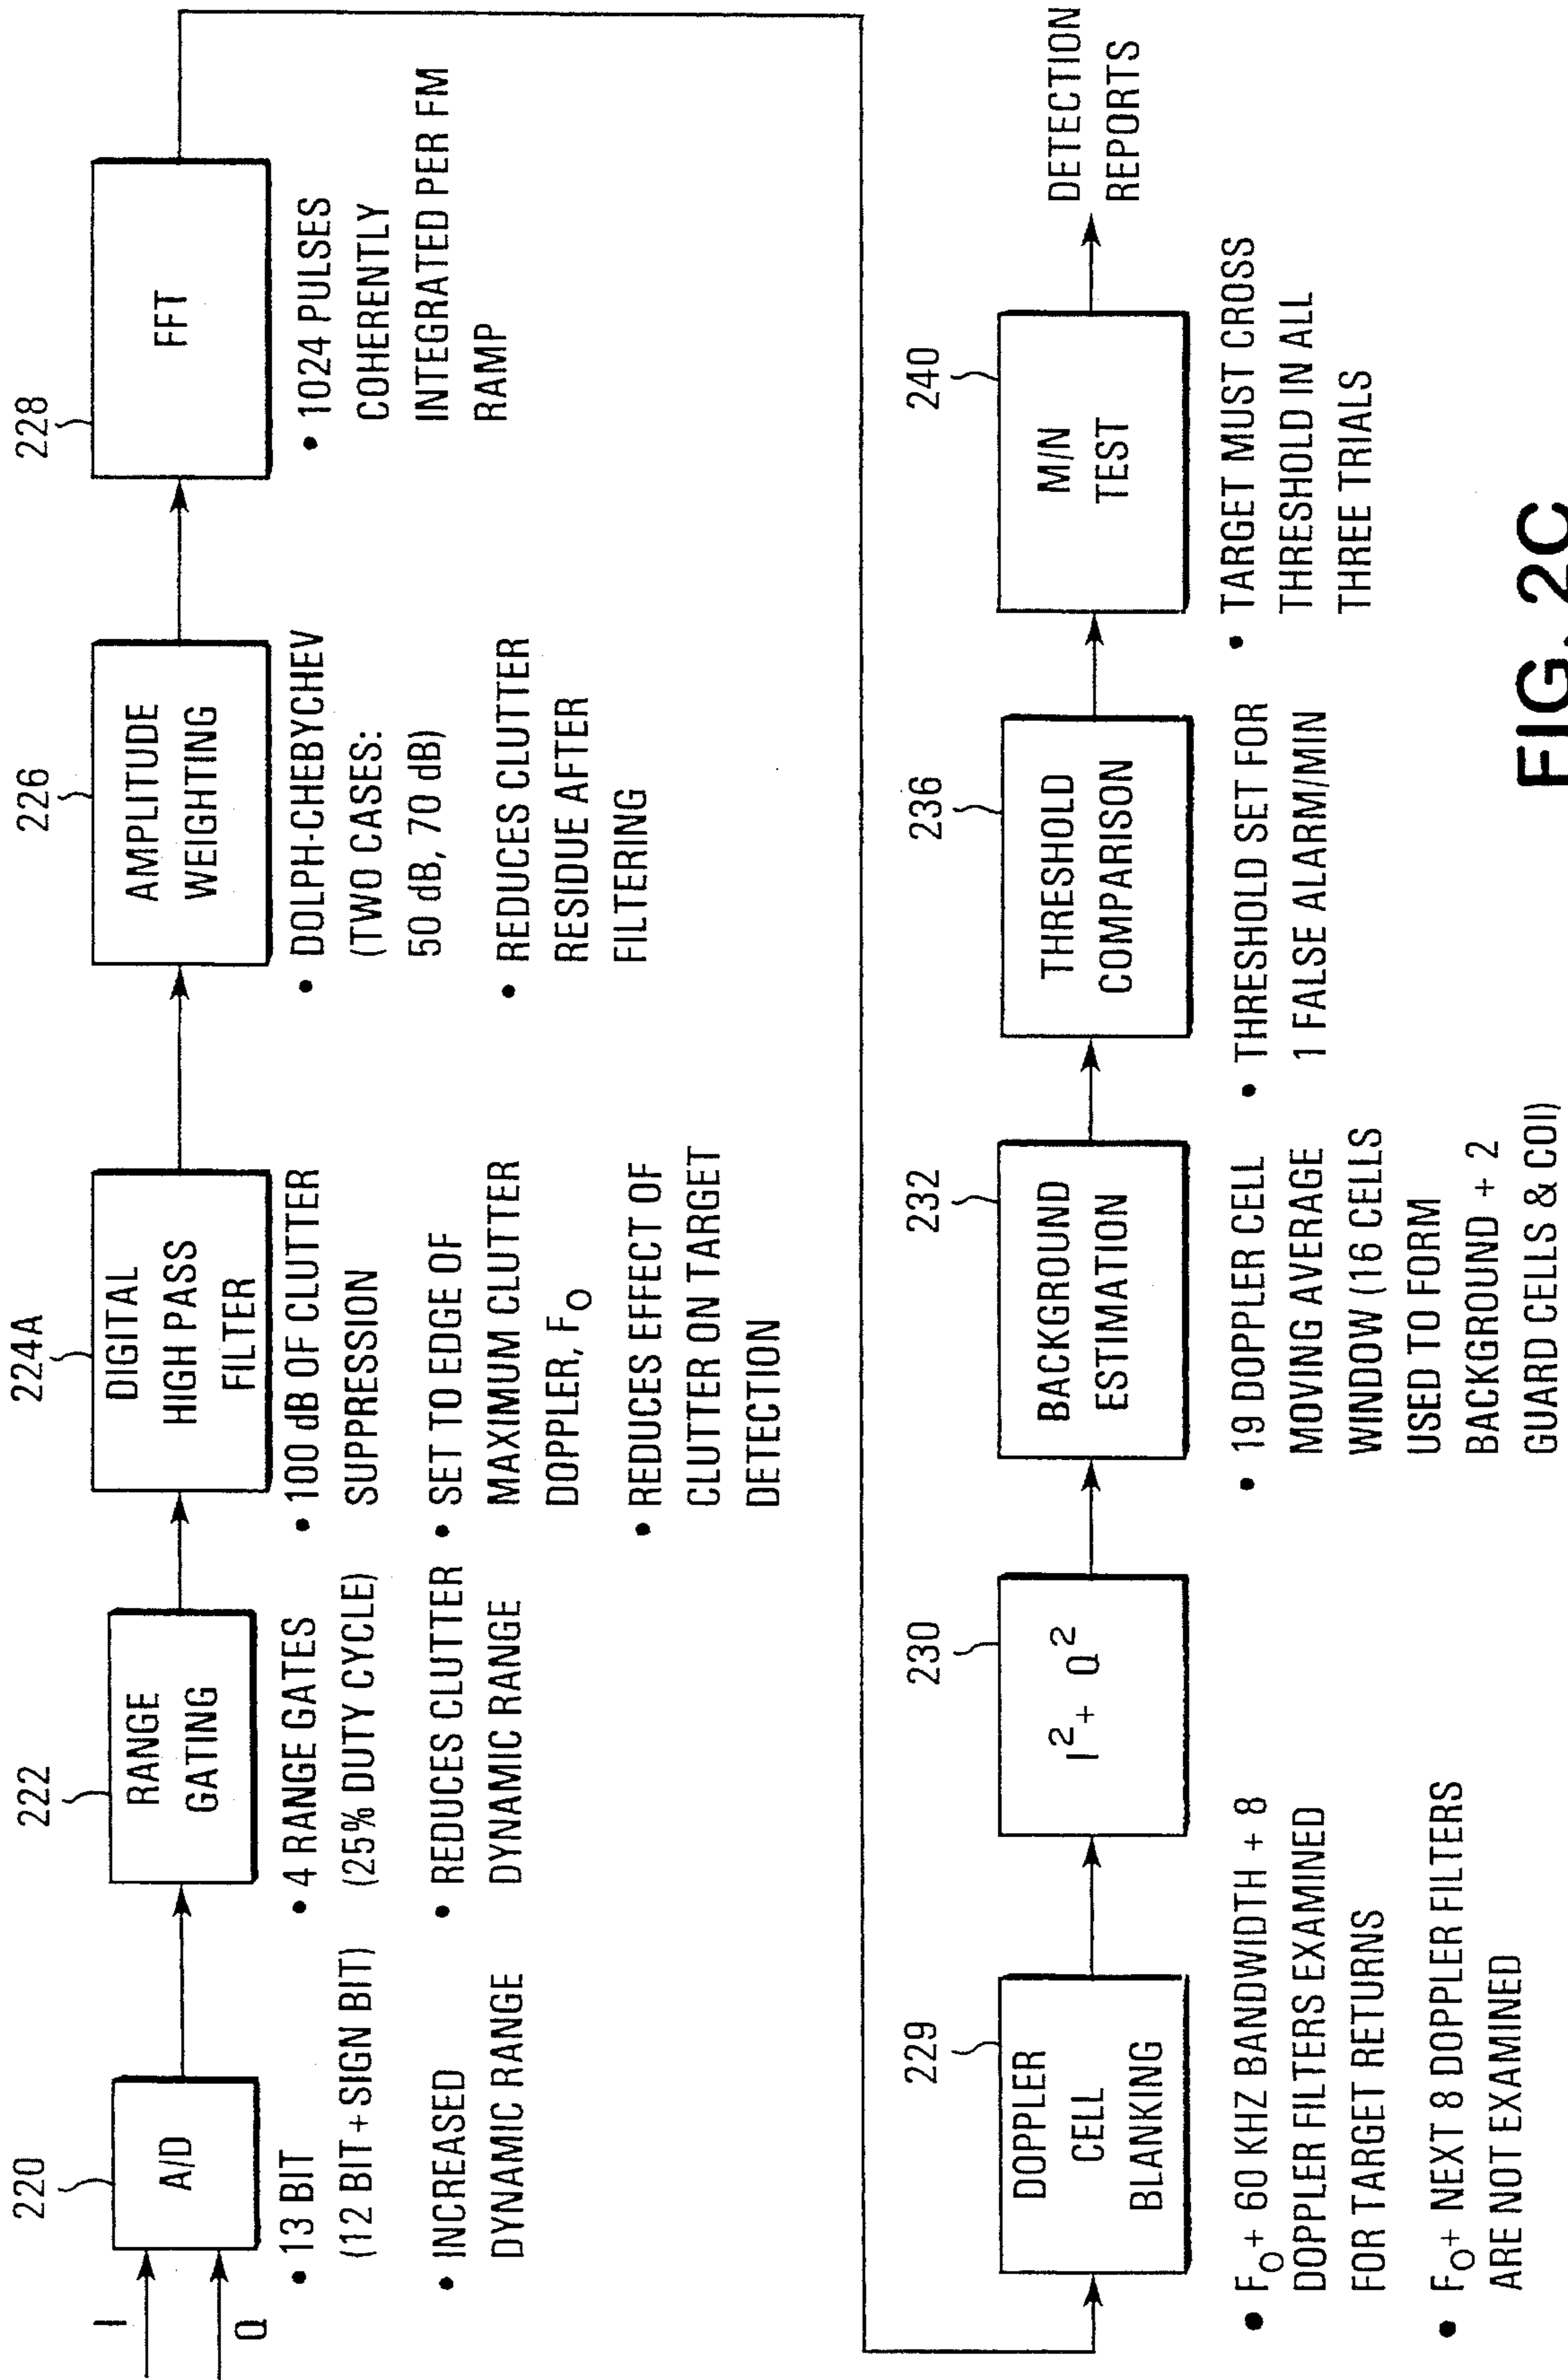 I
Q
220
A/D
• 13 BIT
(12 BIT + SIGN BIT)
• INCREASED
DYNAMIC RANGE
222
RANGE
GATING
• 4 RANGE GATES
(25% DUTY CYCLE)
• REDUCES CLUTTER
DYNAMIC RANGE
224A
DIGITAL
HIGH PASS
FILTER
• 100 dB OF CLUTTER
SUPPRESSION
• SET TO EDGE OF
MAXIMUM CLUTTER
DOPPLER, FO
• REDUCES EFFECT OF
CLUTTER ON TARGET
DETECTION
226
AMPLITUDE
WEIGHTING
• DOLPH-CHEBYCHEV
(TWO CASES:
50 dB, 70 dB)
• REDUCES CLUTTER
RESIDUE AFTER
FILTERING
228
FFT
• 1024 PULSES
COHERENTLY
INTEGRATED PER FM
RAMP
229
DOPPLER
CELL
BLANKING
• FO + 60 KHZ BANDWIDTH + 8
DOPPLER FILTERS EXAMINED
FOR TARGET RETURNS
• FO + NEXT 8 DOPPLER FILTERS
ARE NOT EXAMINED
230
I² + Q²
232
BACKGROUND
ESTIMATION
• 19 DOPPLER CELL
MOVING AVERAGE
WINDOW (16 CELLS
USED TO FORM
BACKGROUND + 2
GUARD CELLS & COI)
236
THRESHOLD
COMPARISON
• THRESHOLD SET FOR
1 FALSE ALARM/MIN
240
M/N
TEST
• TARGET MUST CROSS
THRESHOLD IN ALL
THREE TRIALS
DETECTION
REPORTS
FIG. 2C